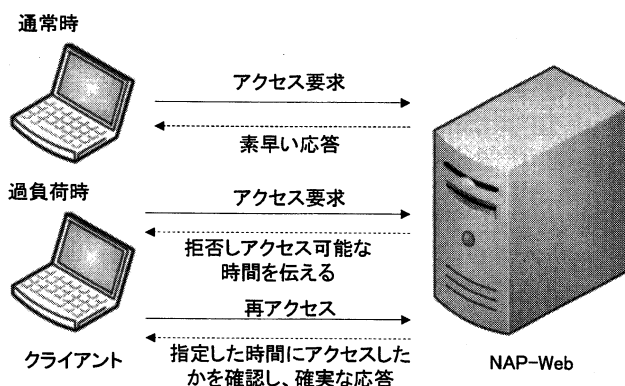 通常時
アクセス要求
素早い応答
過負荷時
アクセス要求
拒否しアクセス可能な
時間を伝える
再アクセス
指定した時間にアクセスした
かを確認し、確実な応答
クライアント
NAP-Web